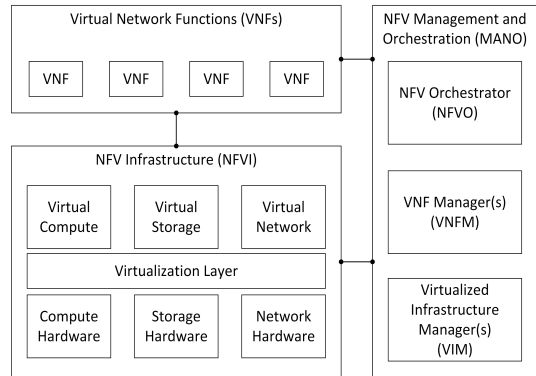 Virtual Network Functions (VNFs)
VNF
VNF
VNF
VNF
NFV Infrastructure (NFVI)
Virtual
Compute
Virtual
Storage
Virtual
Network
Virtualization Layer
Compute
Hardware
Storage
Hardware
Network
Hardware
NFV Management and
Orchestration (MANO)
NFV Orchestrator
(NFVO)
VNF Manager(s)
(VNFM)
Virtualized
Infrastructure
Manager(s)
(VIM)